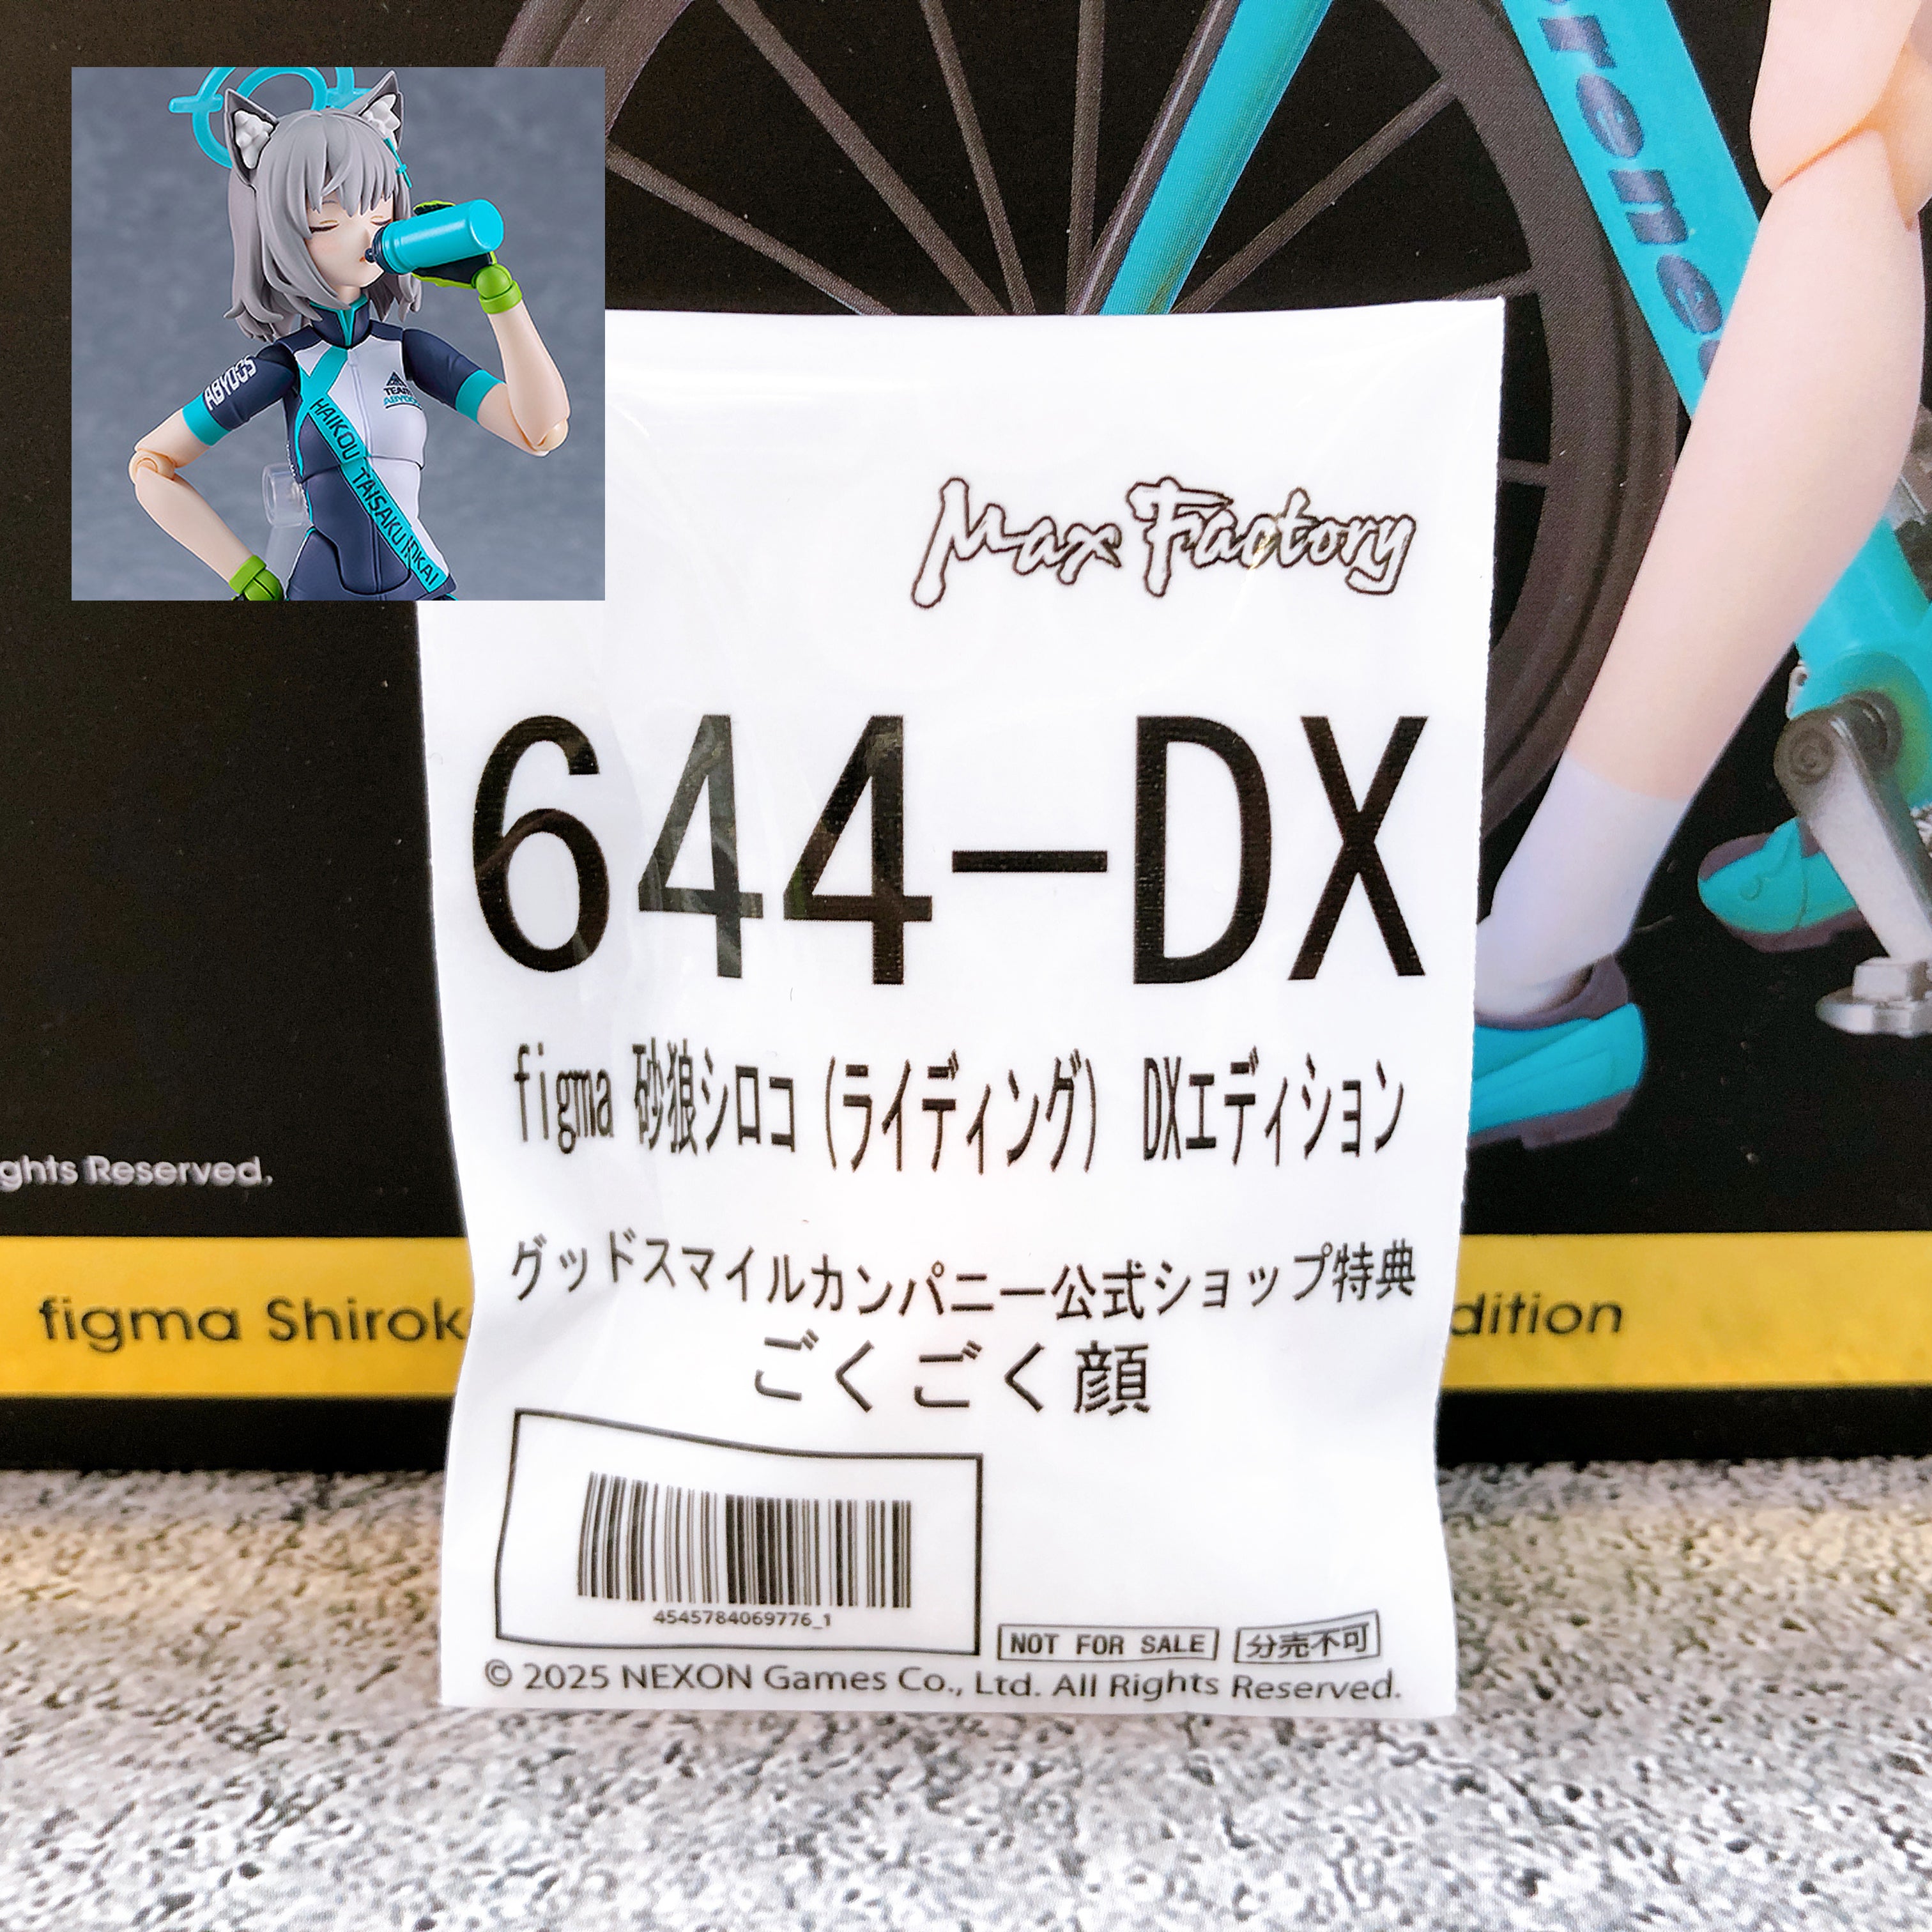 ABYDOS
TEAM
HAIKOU TAISAKU IINKAI
Max Factory
644-DX
figma 砂狼シロコ (ライディング) DXエディション
グッドスマイルカンパニー公式ショップ特典
ごくごく顔
4545784069776_1
NOT FOR SALE 分売不可
© 2025 NEXON Games Co., Ltd. All Rights Reserved.
ghts Reserved.
figma Shirok
dition